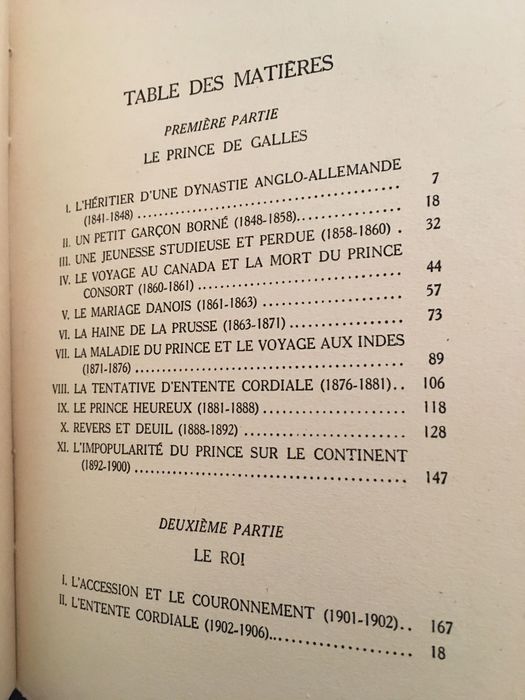 TABLE DES MATIÈRES
PREMIÈRE PARTIE
LE PRINCE DE GALLES
I. L'HÉRITIER D'UNE DYNASTIE ANGLO-ALLEMANDE
(1841-1848) ........................................ 7
II. UN PETIT GARÇON BORNÉ (1848-1858).................. 18
III. UNE JEUNESSE STUDIEUSE ET PERDUE (1858-1860) . 32
IV. LE VOYAGE AU CANADA ET LA MORT DU PRINCE
CONSORT (1860-1861) ................................ 44
V. LE MARIAGE DANOIS (1861-1863)....................... 57
VI. LA HAINE DE LA PRUSSE (1863-1871) ................. 73
VII. LA MALADIE DU PRINCE ET LE VOYAGE AUX INDES
(1871-1876) ........................................ 89
VIII. LA TENTATIVE D'ENTENTE CORDIALE (1876-1881).. 106
IX. LE PRINCE HEUREUX (1881-1888) ..................... 118
X. REVERS ET DEUIL (1888-1892) ........................ 128
XI. L'IMPOPULARITÉ DU PRINCE SUR LE CONTINENT
(1892-1900) ........................................ 147
DEUXIÈME PARTIE
LE ROI
I. L'ACCESSION ET LE COURONNEMENT (1901-1902).. 167
II. L'ENTENTE CORDIALE (1902-1906)..................... 18